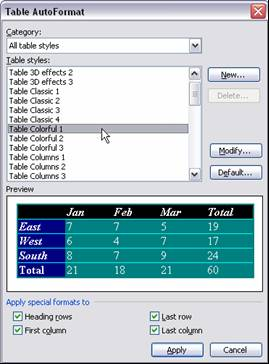 Table AutoFormat
Category:
All table styles
Table styles:
Table 3D effects 2
Table 3D effects 3
Table Classic 1
Table Classic 2
Table Classic 3
Table Classic 4
Table Colorful 1
Table Colorful 2
Table Colorful 3
Table Columns 1
Table Columns 2
Table Columns 3
New...
Delete...
Modify...
Default...
Preview
Jan Feb Mar Total
East 7 7 5 19
West 6 4 7 17
South 8 7 9 24
Total 21 18 21 60
Apply special formats to
Heading rows
Last row
First column
Last column
Apply
Cancel